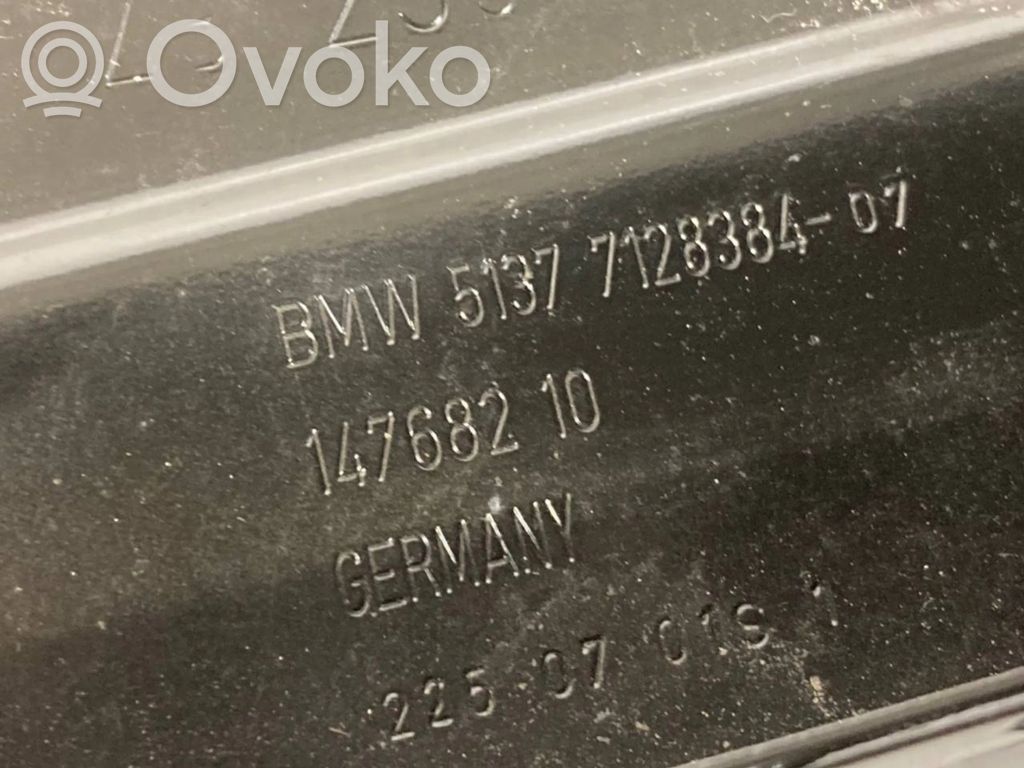 Ovoko
BMW 5137 7128384-07
147682 10
GERMANY
225 07 01S 1